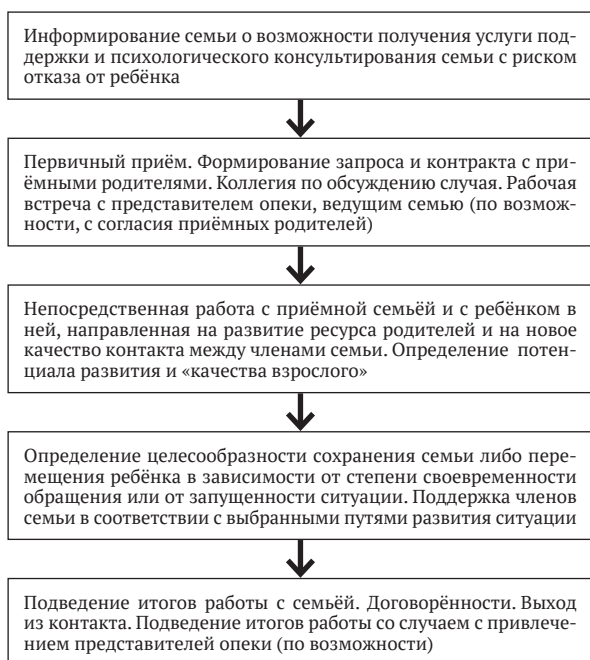 Информирование семьи о возможности получения услуги под-
держки и психологического консультирования семьи с риском
отказа от ребёнка
Первичный приём. Формирование запроса и контракта с при-
ёмными родителями. Коллегия по обсуждению случая. Рабочая
встреча с представителем опеки, ведущим семью (по возмож-
ности, с согласия приёмных родителей)
Непосредственная работа с приёмной семьёй и с ребёнком в
ней, направленная на развитие ресурса родителей и на новое
качество контакта между членами семьи. Определение потен-
циала развития и «качества взрослого»
Определение целесообразности сохранения семьи либо пере-
мещения ребёнка в зависимости от степени своевременности
обращения или от запущенности ситуации. Поддержка членов
семьи в соответствии с выбранными путями развития ситуации
Подведение итогов работы с семьёй. Договорённости. Выход
из контакта. Подведение итогов работы со случаем с привлече-
нием представителей опеки (по возможности)